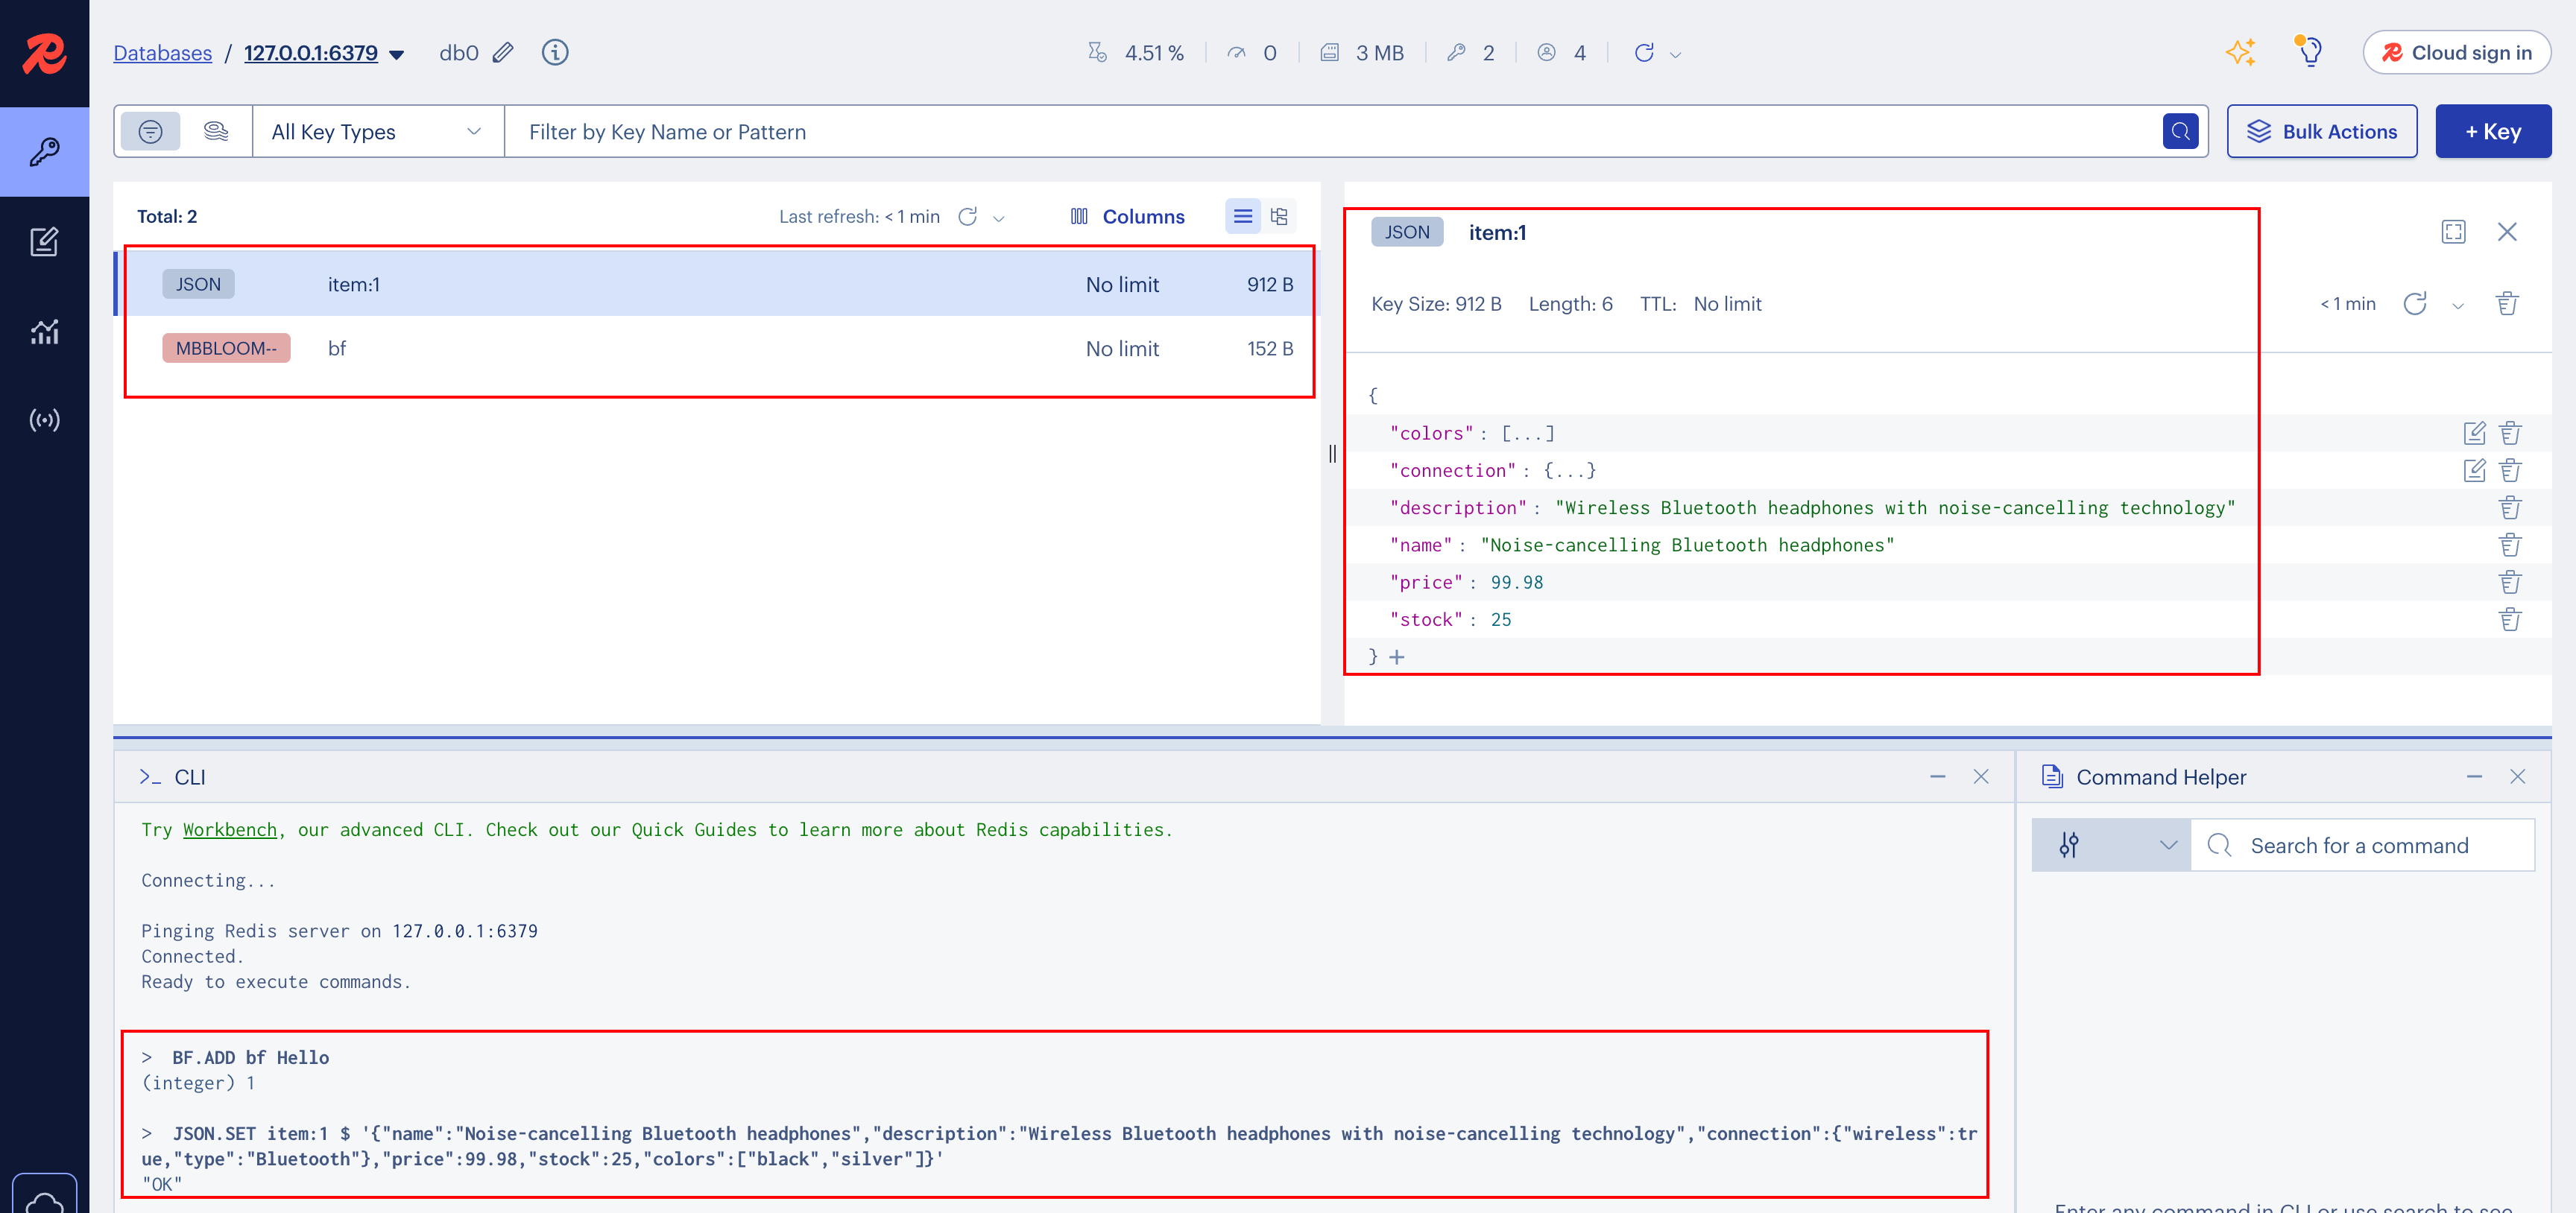 Databases / 127.0.0.1:6379 db0 4.51 % 0 3 MB 2 4 Cloud sign in
All Key Types Filter by Key Name or Pattern Bulk Actions + Key
Total: 2 Last refresh: < 1 min Columns
JSON item:1 No limit 912 B
MBBLOOM-- bf No limit 152 B
JSON item:1
Key Size: 912 B Length: 6 TTL: No limit < 1 min
{
"colors" : [...]
"connection" : {...}
"description" : "Wireless Bluetooth headphones with noise-cancelling technology"
"name" : "Noise-cancelling Bluetooth headphones"
"price" : 99.98
"stock" : 25
} +
>_ CLI
Try Workbench, our advanced CLI. Check out our Quick Guides to learn more about Redis capabilities.
Connecting...
Pinging Redis server on 127.0.0.1:6379
Connected.
Ready to execute commands.
> BF.ADD bf Hello
(integer) 1
> JSON.SET item:1 $ '{"name":"Noise-cancelling Bluetooth headphones","description":"Wireless Bluetooth headphones with noise-cancelling technology","connection":{"wireless":tr
ue,"type":"Bluetooth"},"price":99.98,"stock":25,"colors":["black","silver"]}'
"OK"
Command Helper
Search for a command
Enter any command in CLI or use search to see